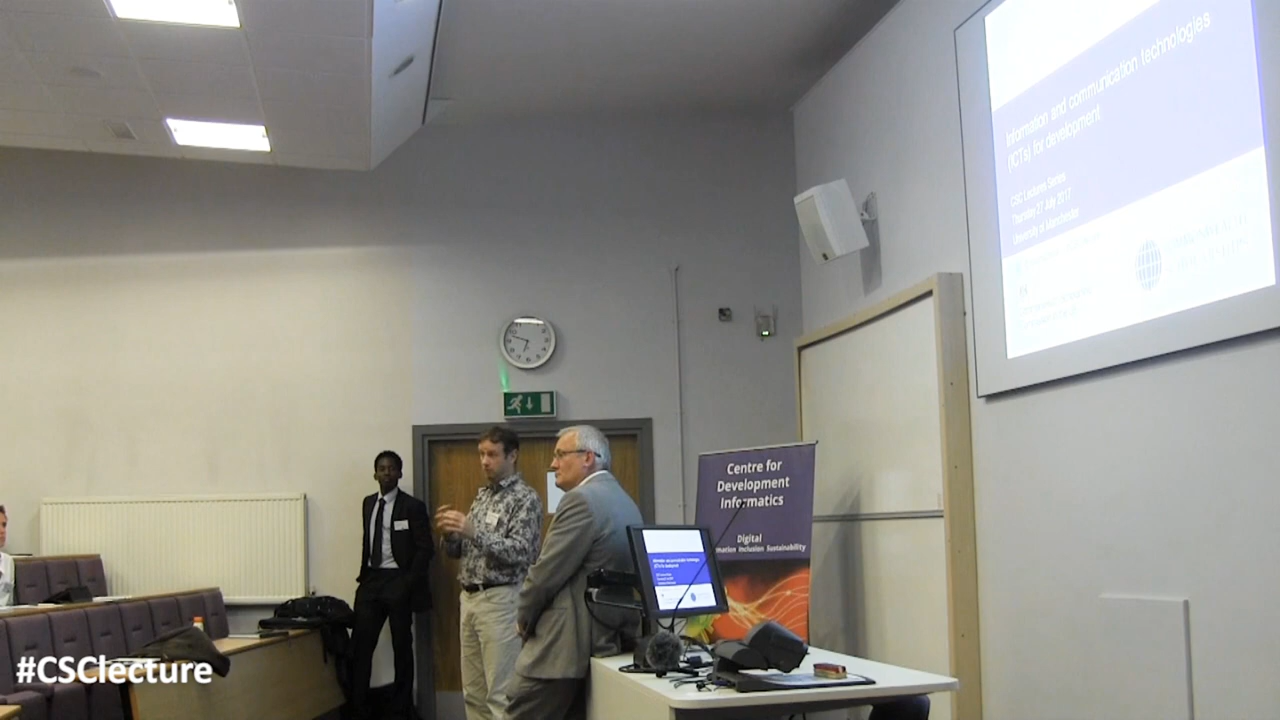 Information and communication technologies
(ICTs) for development
CSC Lectures Series
Thursday 27 July 2017
University of Manchester
Centre for
Development
Informatics
Digital
mation Inclusion Sustainability
#CSClecture